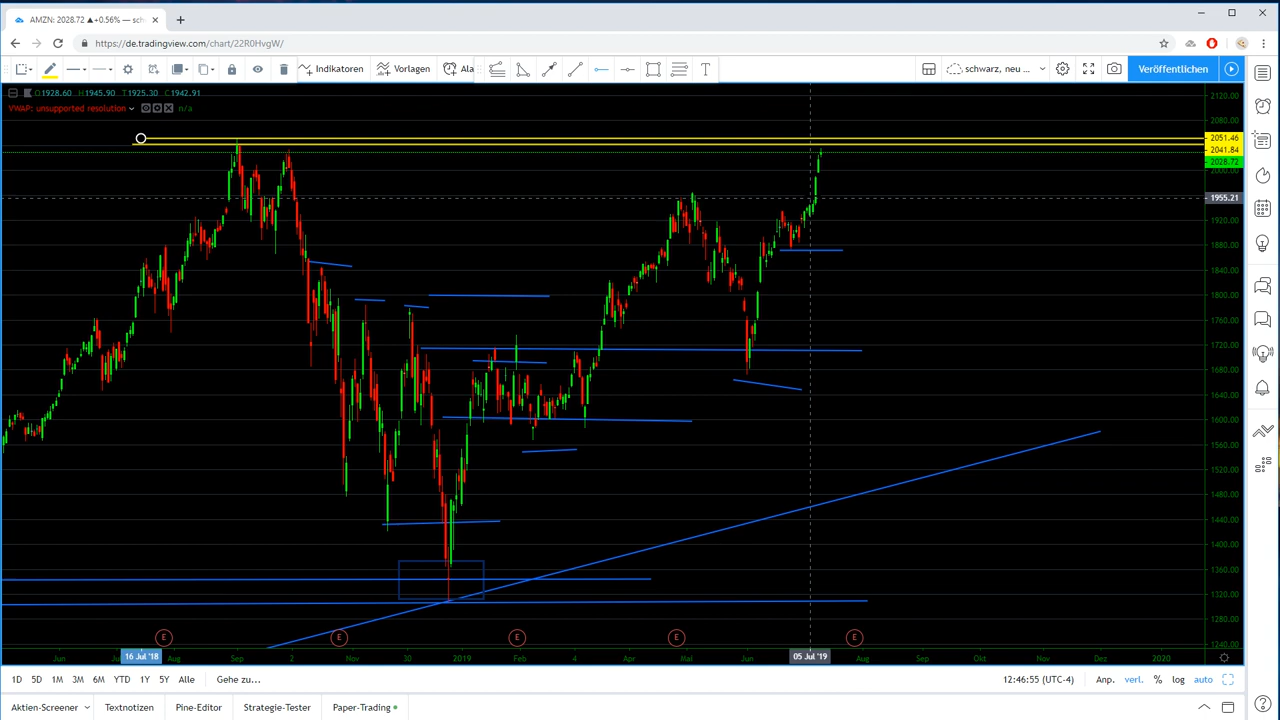 AMZN: 2028.72 ▲+0.56% — sch
https://de.tradingview.com/chart/22R0HvgW/
Indikatoren Vorlagen Ala T schwarz, neu ... Veröffentlichen
O1928.60 H1945.90 T1925.30 C1942.91
VWAP: unsupported resolution n/a
2120.00
2080.00
2051.46
2041.84
2028.72
2000.00
1955.21
1920.00
1880.00
1840.00
1800.00
1760.00
1720.00
1680.00
1640.00
1600.00
1560.00
1520.00
1480.00
1440.00
1400.00
1360.00
1320.00
1280.00
1240.00
E E E E E
Jun Ju 16 Jul '18 Aug Sep 2 Nov 30 2019 Feb 4 Apr Mai Jun 05 Jul '19 Aug Sep Okt Nov Dez 2020
1D 5D 1M 3M 6M YTD 1Y 5Y Alle Gehe zu... 12:46:55 (UTC-4) Anp. verl. % log auto
Aktien-Screener Textnotizen Pine-Editor Strategie-Tester Paper-Trading